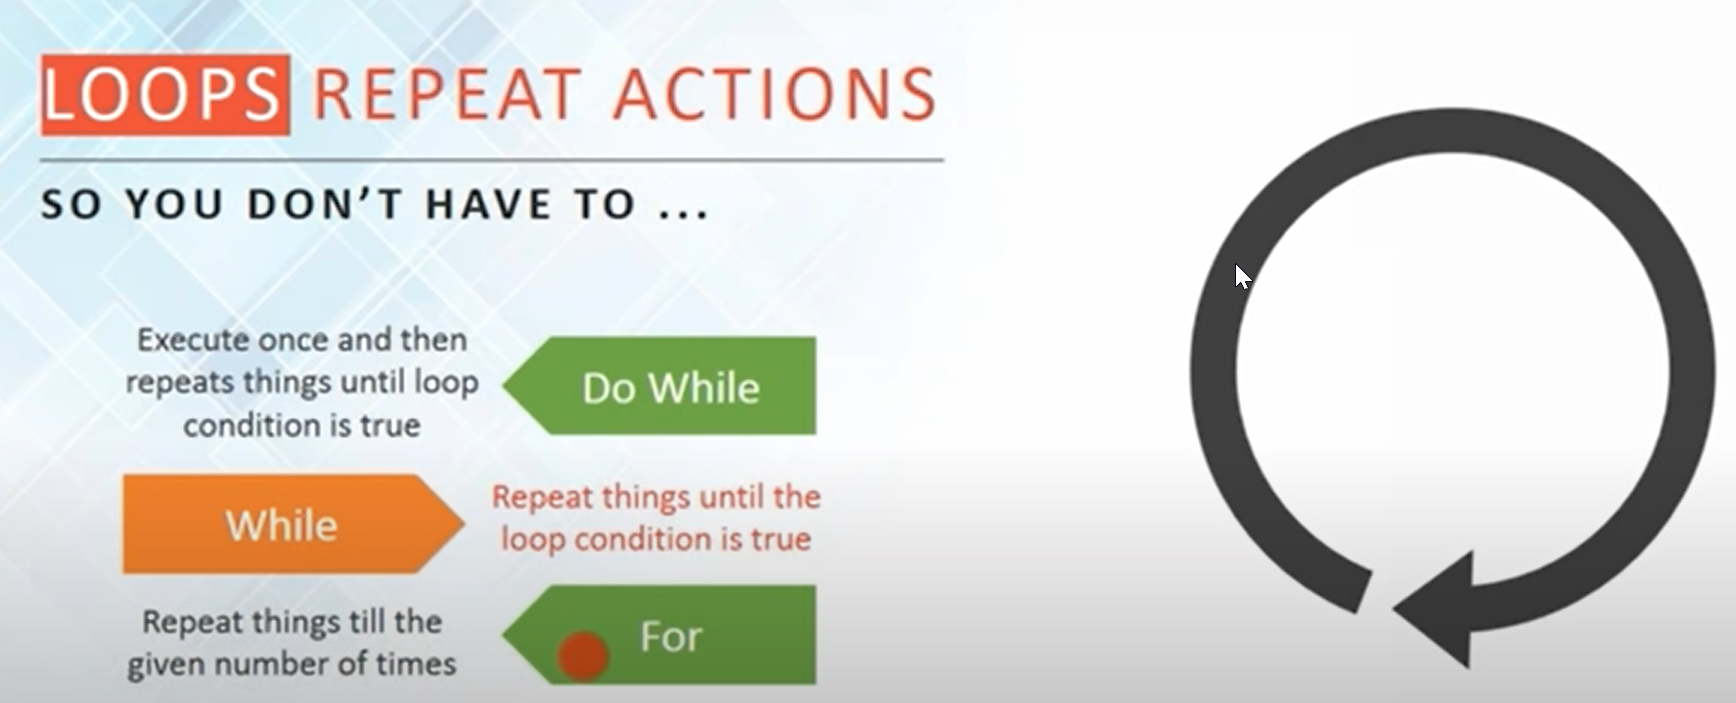 LOOPS REPEAT ACTIONS
SO YOU DON'T HAVE TO ...
Execute once and then
repeats things until loop
condition is true
Do While
While
Repeat things until the
loop condition is true
Repeat things till the
given number of times
For